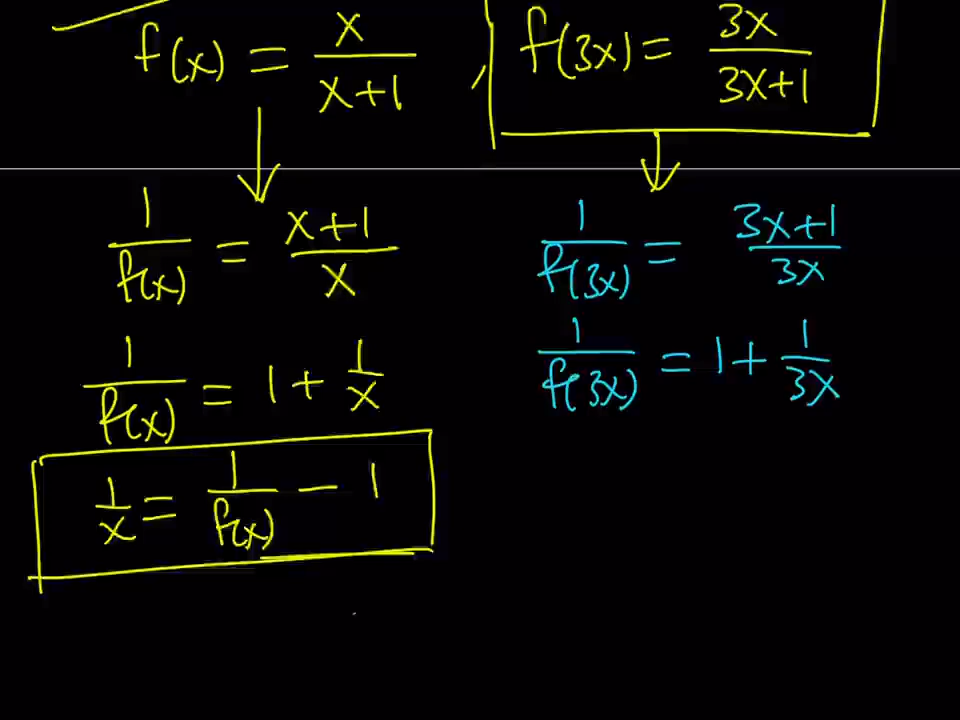 f(x) = x/(x+1) , f(3x) = 3x/(3x+1)
1/f(x) = (x+1)/x
1/f(x) = 1 + 1/x
1/x = 1/f(x) - 1
1/f(3x) = (3x+1)/3x
1/f(3x) = 1 + 1/3x